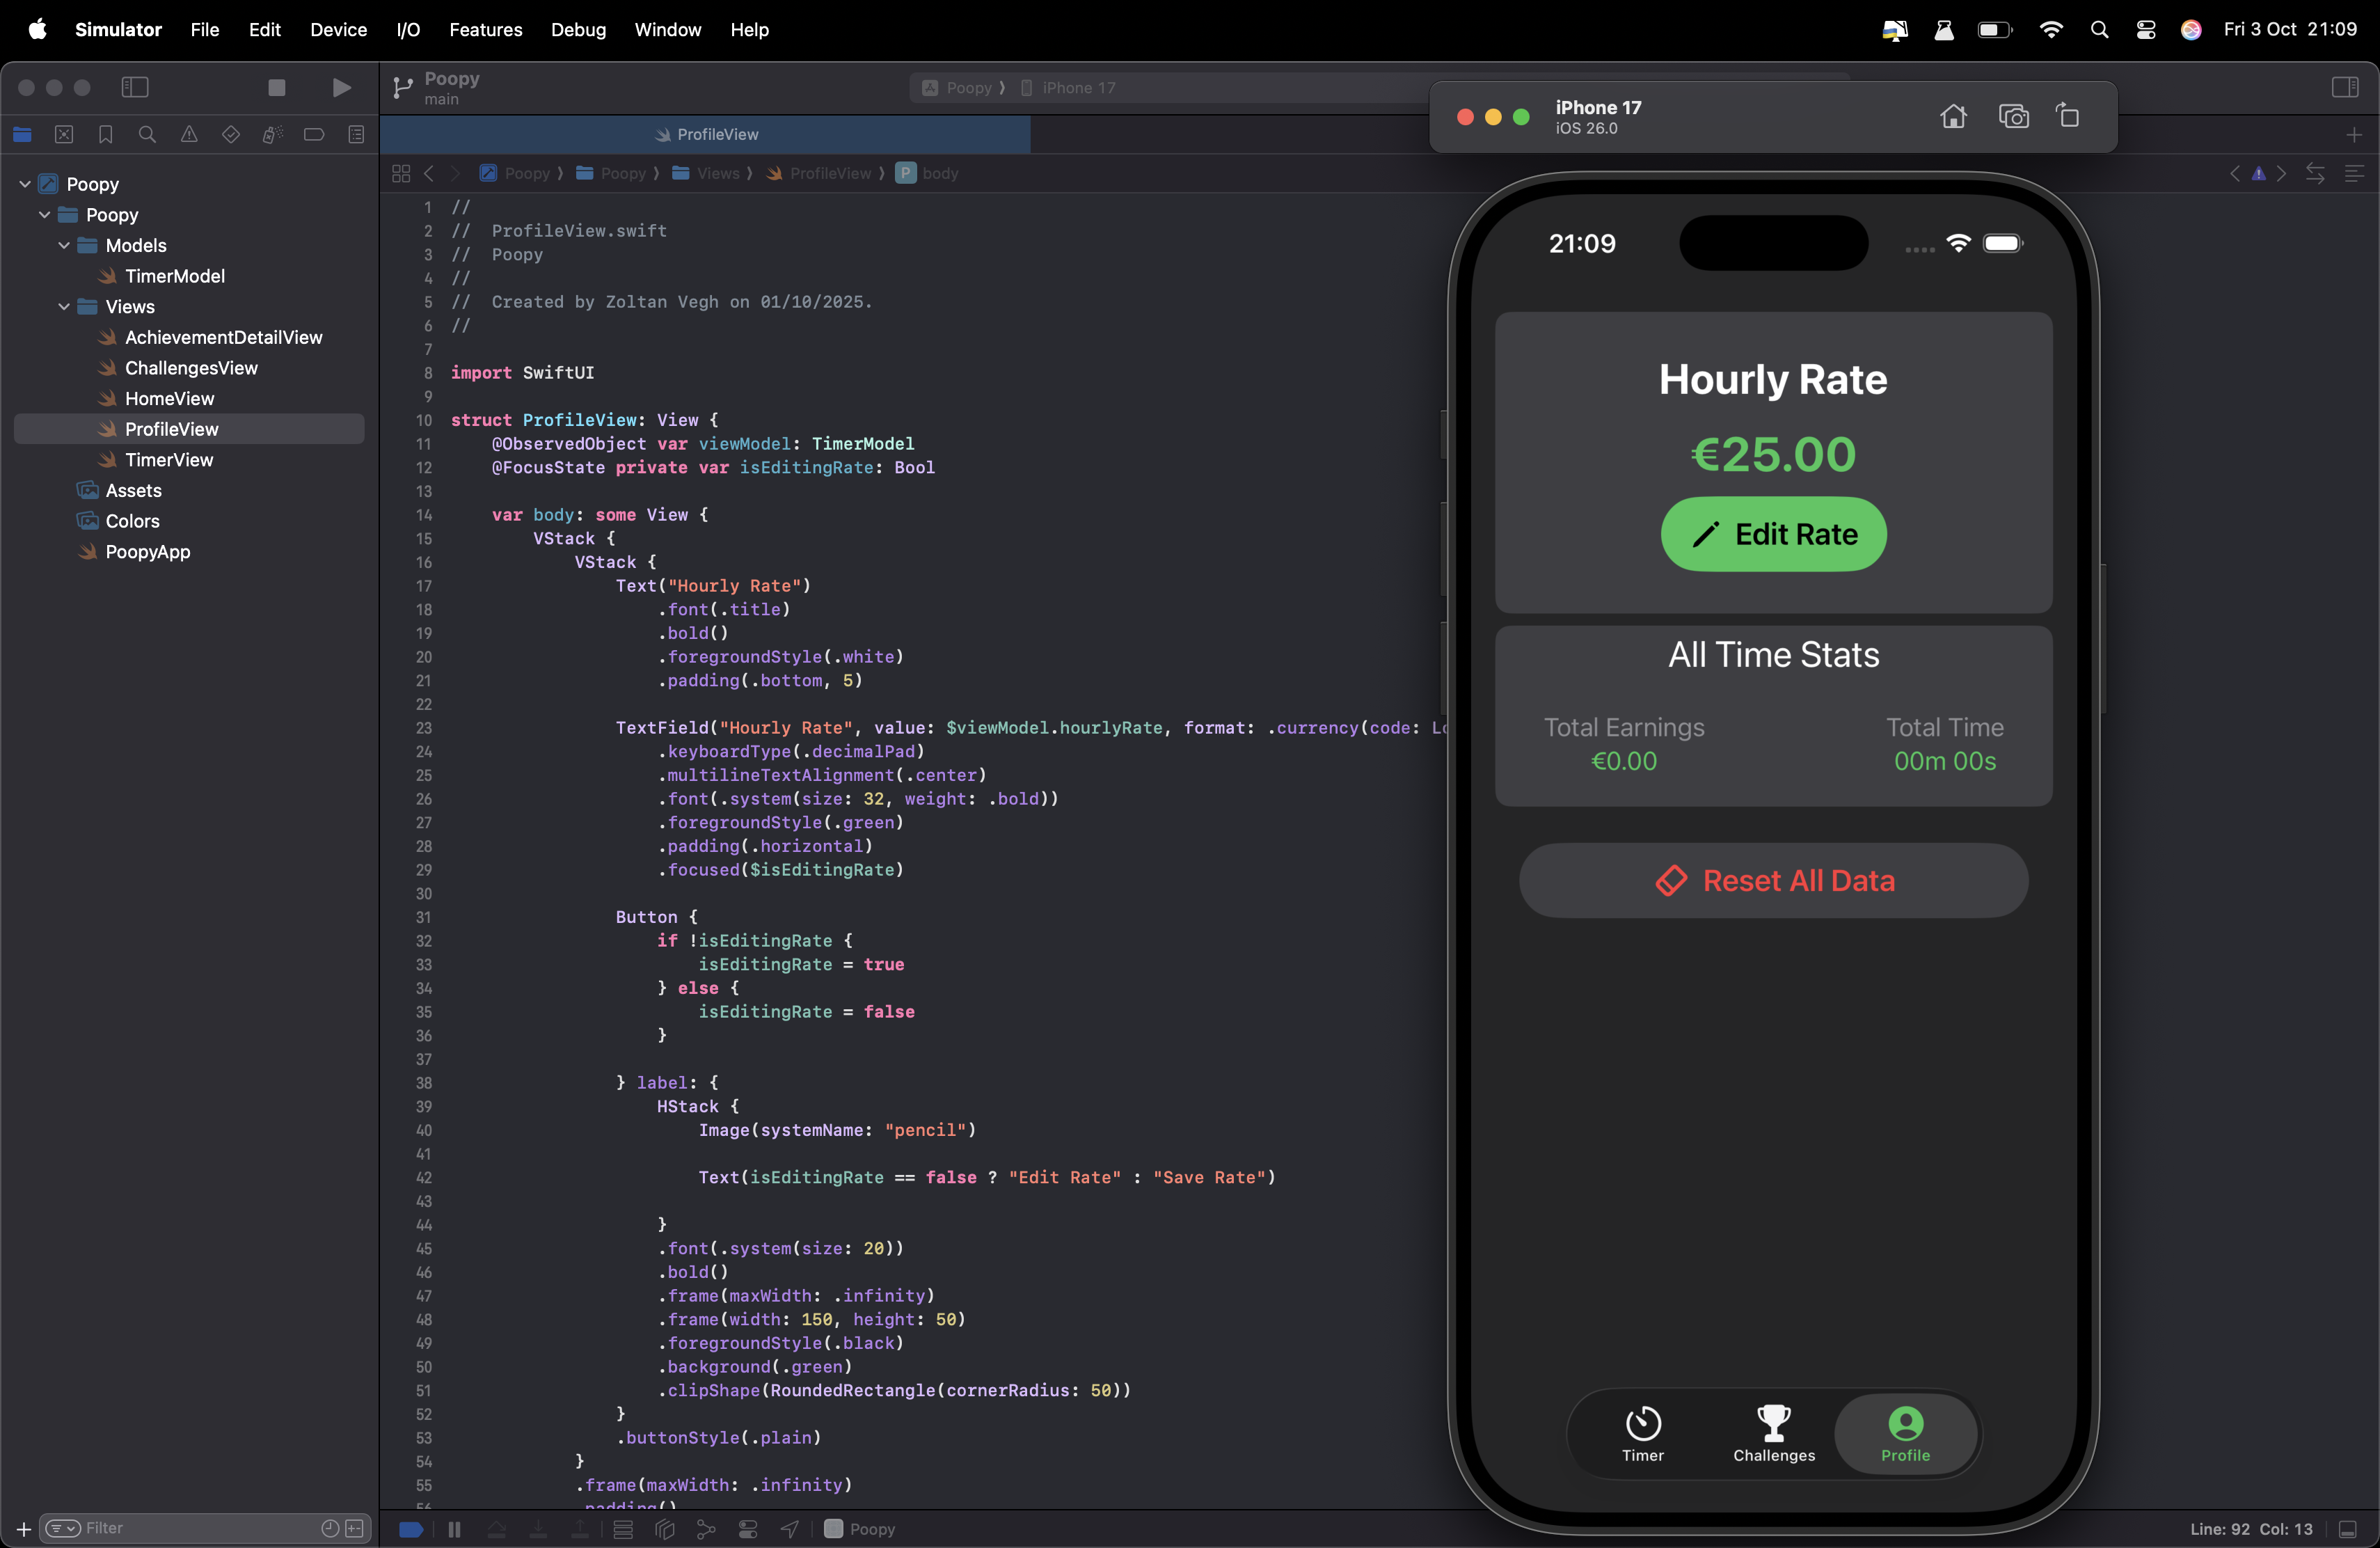 Simulator File Edit Device I/O Features Debug Window Help
Fri 3 Oct 21:09
Poopy
main
Poopy
iPhone 17
iPhone 17
iOS 26.0
ProfileView
Poopy
Poopy
Views
ProfileView
P
body
Poopy
Poopy
Models
TimerModel
Views
AchievementDetailView
ChallengesView
HomeView
ProfileView
TimerView
Assets
Colors
PoopyApp
Filter
1 //
2 //  ProfileView.swift
3 //  Poopy
4 //
5 //  Created by Zoltan Vegh on 01/10/2025.
6 //
7
8 import SwiftUI
9
10 struct ProfileView: View {
11     @ObservedObject var viewModel: TimerModel
12     @FocusState private var isEditingRate: Bool
13
14     var body: some View {
15         VStack {
16             VStack {
17                 Text("Hourly Rate")
18                     .font(.title)
19                     .bold()
20                     .foregroundStyle(.white)
21                     .padding(.bottom, 5)
22
23                 TextField("Hourly Rate", value: $viewModel.hourlyRate, format: .currency(code: Lo
24                     .keyboardType(.decimalPad)
25                     .multilineTextAlignment(.center)
26                     .font(.system(size: 32, weight: .bold))
27                     .foregroundStyle(.green)
28                     .padding(.horizontal)
29                     .focused($isEditingRate)
30
31                 Button {
32                     if !isEditingRate {
33                         isEditingRate = true
34                     } else {
35                         isEditingRate = false
36                     }
37
38                 } label: {
39                     HStack {
40                         Image(systemName: "pencil")
41
42                         Text(isEditingRate == false ? "Edit Rate" : "Save Rate")
43
44                     }
45                     .font(.system(size: 20))
46                     .bold()
47                     .frame(maxWidth: .infinity)
48                     .frame(width: 150, height: 50)
49                     .foregroundStyle(.black)
50                     .background(.green)
51                     .clipShape(RoundedRectangle(cornerRadius: 50))
52                 }
53                 .buttonStyle(.plain)
54             }
55             .frame(maxWidth: .infinity)
56             .padding()
Poopy
Line: 92 Col: 13
21:09
Hourly Rate
€25.00
Edit Rate
All Time Stats
Total Earnings
€0.00
Total Time
00m 00s
Reset All Data
Timer
Challenges
Profile